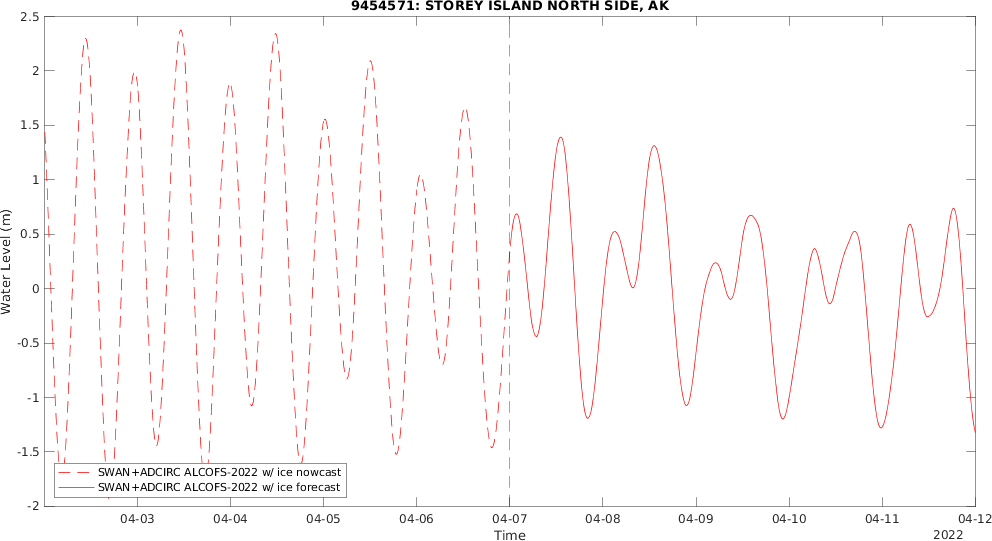 9454571: STOREY ISLAND NORTH SIDE, AK
2.5
2
1.5
1
0.5
0
-0.5
-1
-1.5
-2
Water Level (m)
SWAN+ADCIRC ALCOFS-2022 w/ ice nowcast
SWAN+ADCIRC ALCOFS-2022 w/ ice forecast
04-03 04-04 04-05 04-06 04-07 04-08 04-09 04-10 04-11 04-12
Time
2022